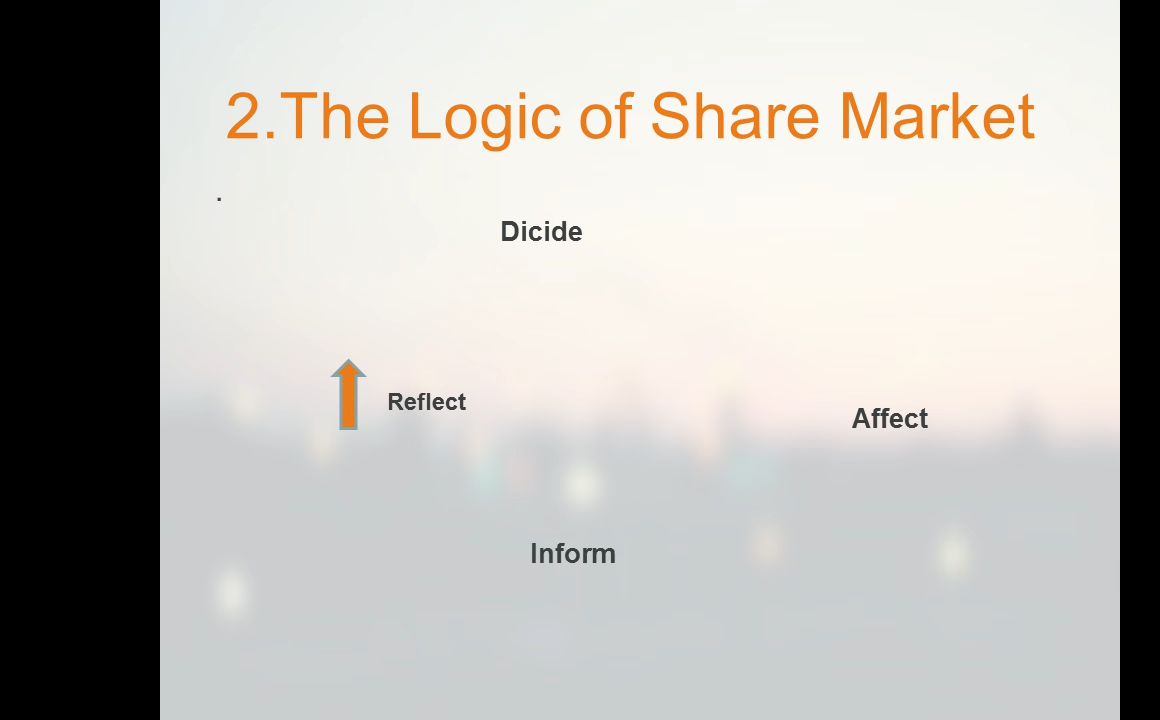 2.The Logic of Share Market
.
Dicide
Reflect
Affect
Inform